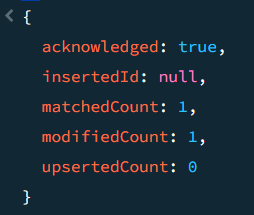 {
acknowledged: true,
insertedId: null,
matchedCount: 1,
modifiedCount: 1,
upsertedCount: 0
}